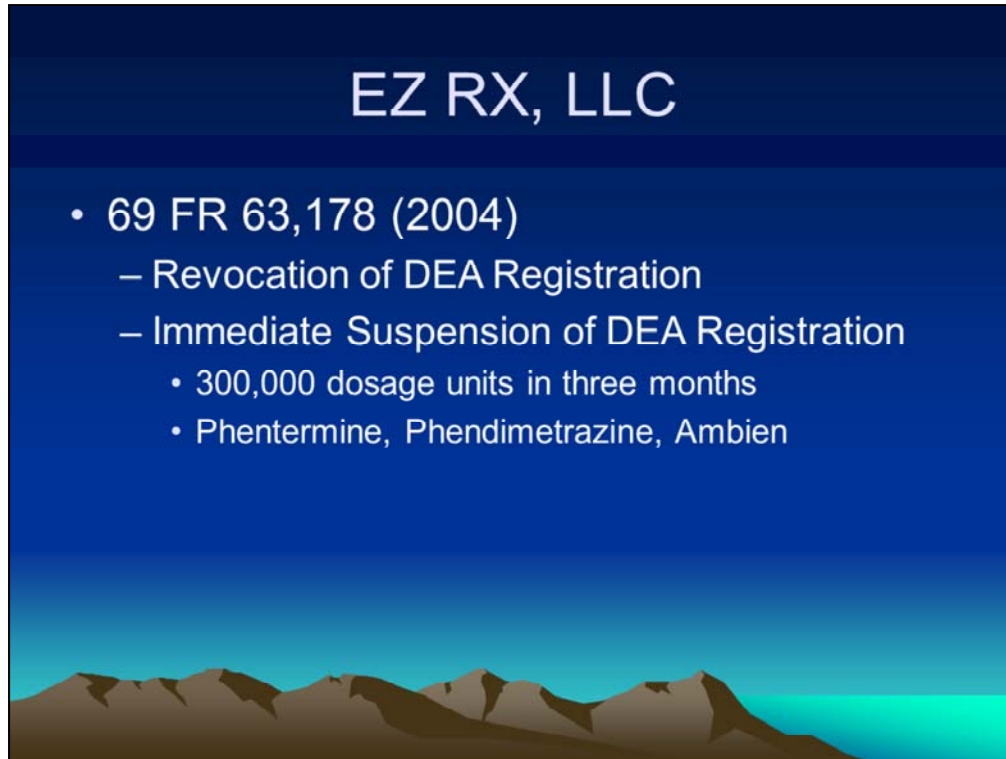 EZ RX, LLC
• 69 FR 63,178 (2004)
– Revocation of DEA Registration
– Immediate Suspension of DEA Registration
• 300,000 dosage units in three months
• Phentermine, Phendimetrazine, Ambien